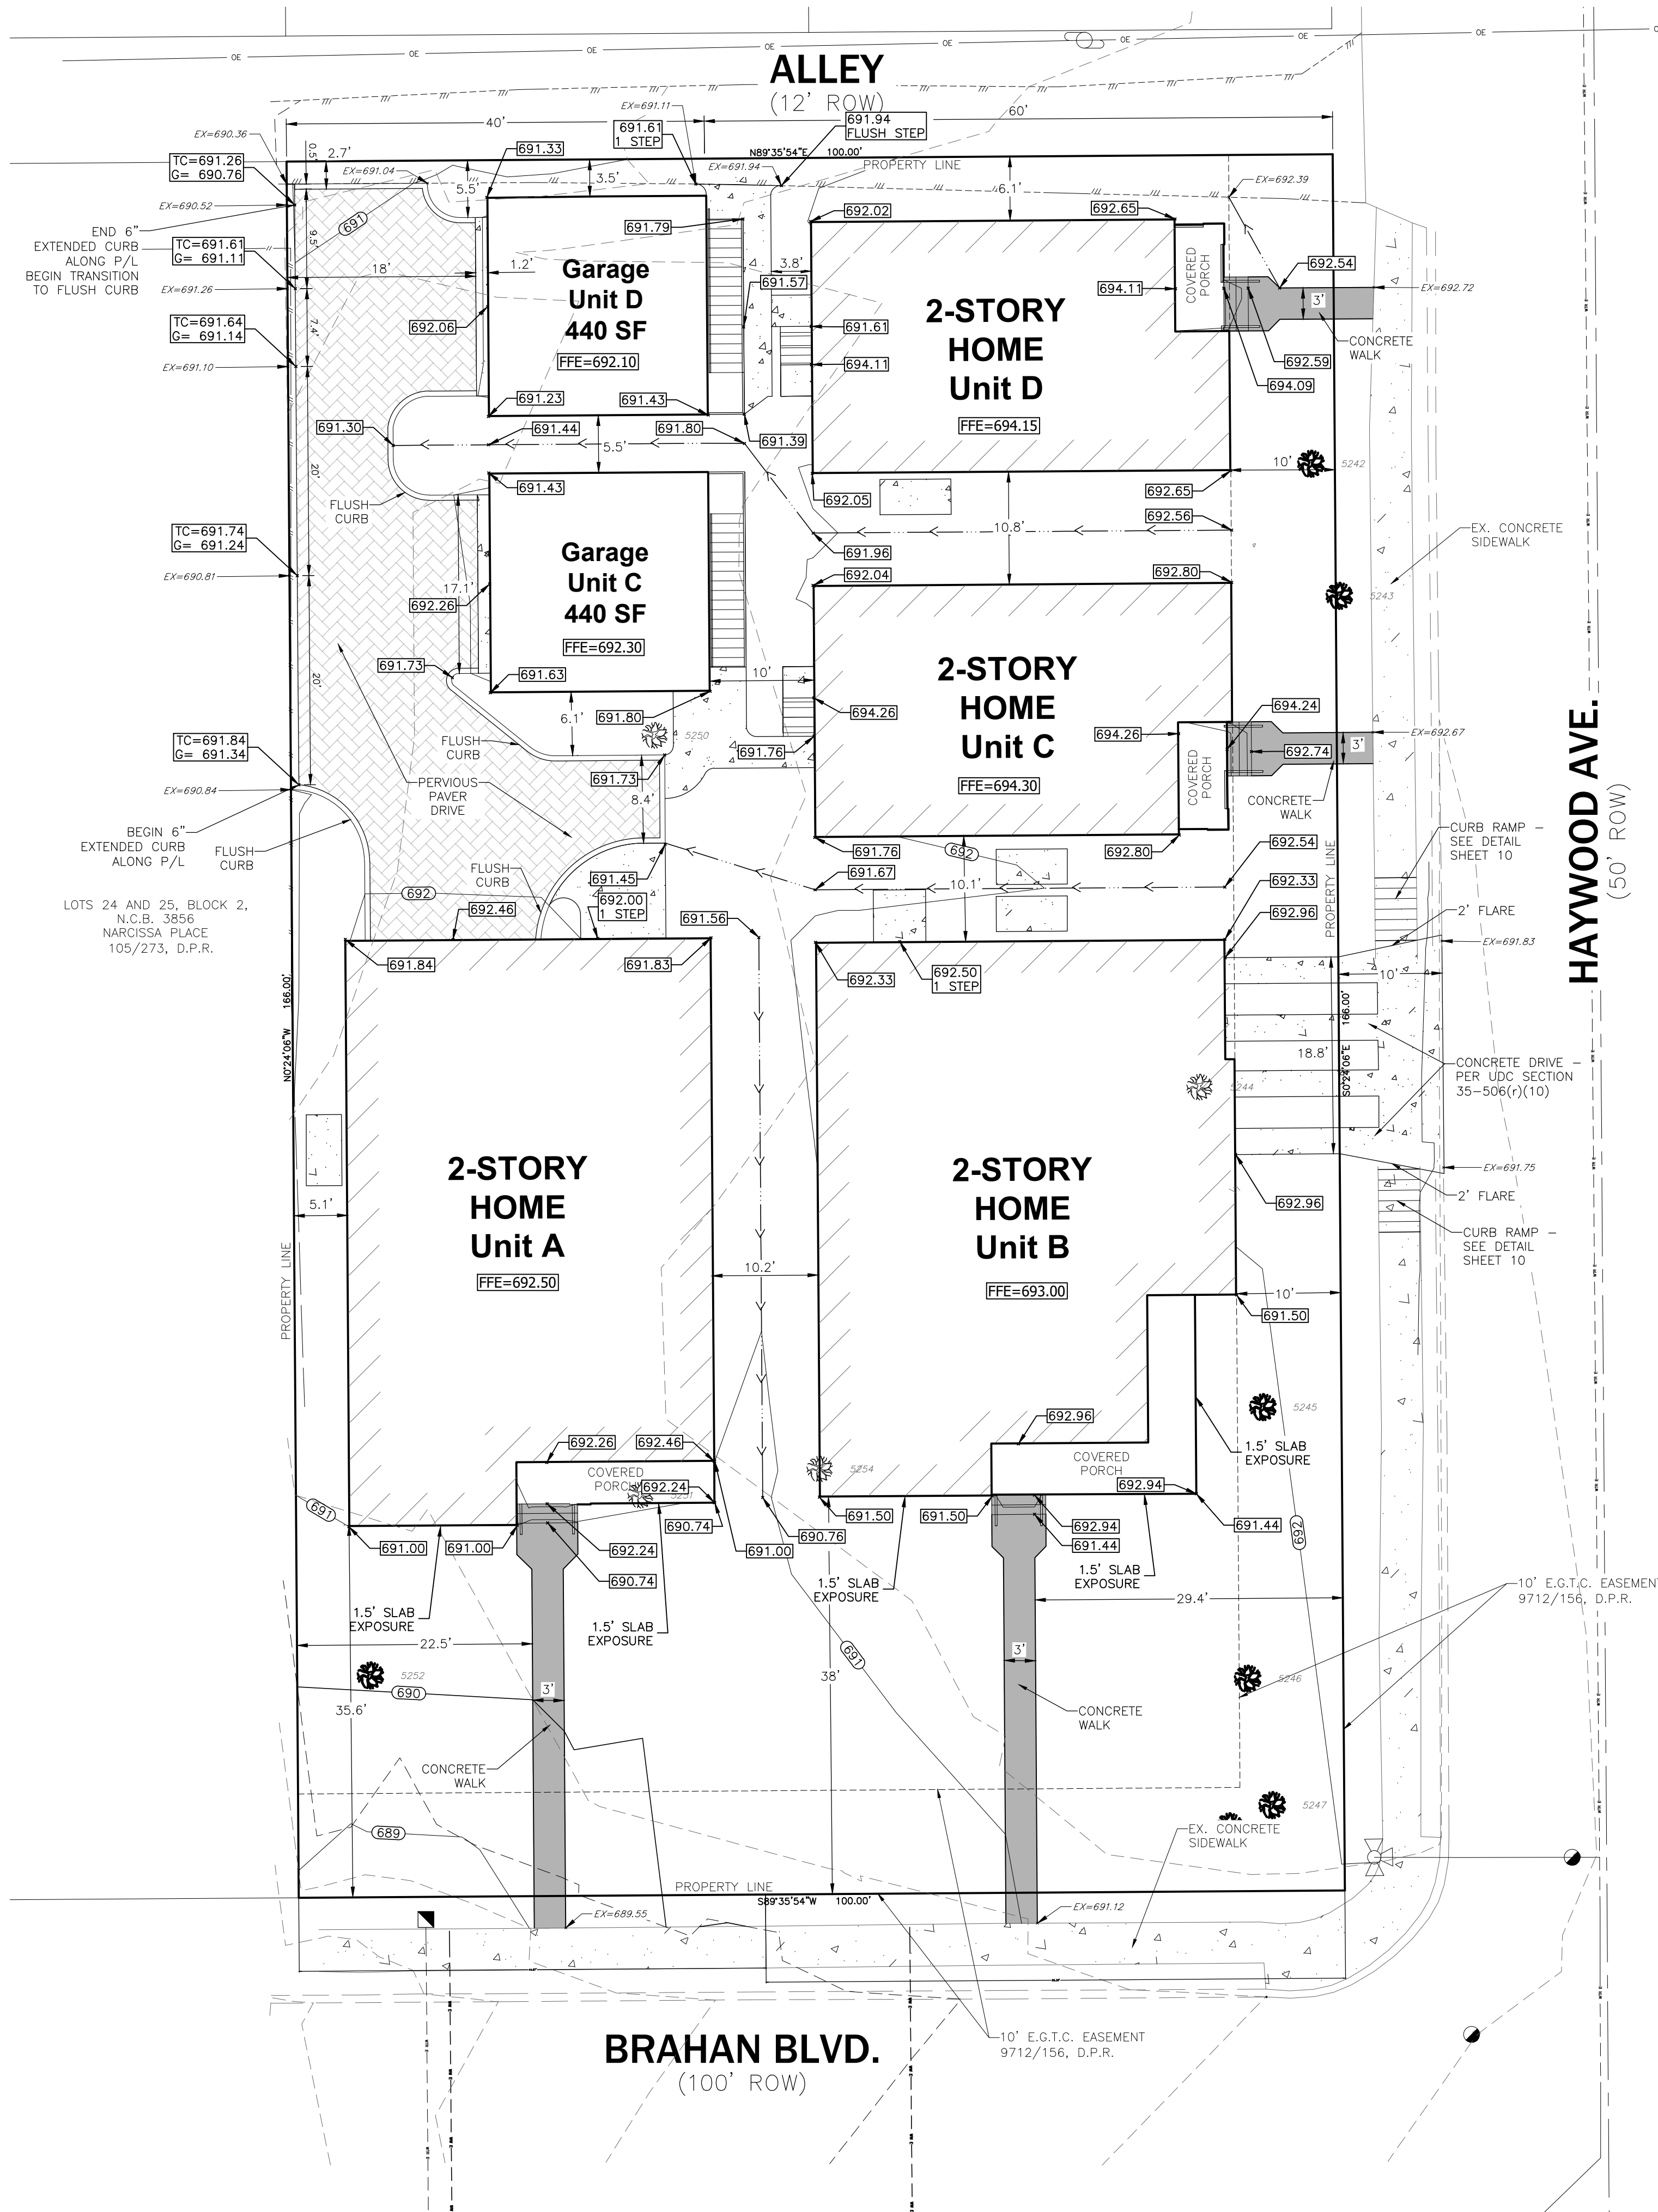 OE OE OE OE OE OE OE OE
ALLEY
(12' ROW)
EX=691.11
40'
60'
691.61
1 STEP
691.94
FLUSH STEP
EX=690.36
0.5'
2.7'
691.33
N89°35'54"E 100.00'
PROPERTY LINE
TC=691.26
G= 690.76
EX=691.04
5.5'
3.5'
EX=691.94
6.1'
EX=692.39
EX=690.52
END 6"
EXTENDED CURB
ALONG P/L
BEGIN TRANSITION
TO FLUSH CURB
691
9.5'
692.02
692.65
691.79
TC=691.61
G= 691.11
EX=691.26
18'
1.2'
Garage
Unit D
440 SF
FFE=692.10
3.8'
691.57
COVERED
PORCH
692.54
694.11
3'
EX=692.72
2-STORY
HOME
Unit D
FFE=694.15
TC=691.64
G= 691.14
7.4'
692.06
691.61
694.11
CONCRETE
WALK
692.59
694.09
EX=691.10
691.23
691.43
691.30
691.44
691.80
691.39
5.5'
10'
5242
20'
691.43
692.05
692.65
FLUSH
CURB
692.56
10.8'
TC=691.74
G= 691.24
EX=690.81
Garage
Unit C
440 SF
FFE=692.30
691.96
692.04
692.80
EX. CONCRETE
SIDEWALK
5243
17.1'
692.26
20'
691.73
691.63
10'
2-STORY
HOME
Unit C
FFE=694.30
6.1'
691.80
694.26
694.24
694.26
EX=692.67
5250
691.76
692.74
3'
COVERED
PORCH
TC=691.84
G= 691.34
EX=690.84
FLUSH
CURB
691.73
8.4'
PERVIOUS
PAVER
DRIVE
CONCRETE
WALK
HAYWOOD AVE.
(50' ROW)
BEGIN 6"
EXTENDED CURB
ALONG P/L
FLUSH
CURB
691.76
692
692.80
692.54
CURB RAMP –
SEE DETAIL
SHEET 10
FLUSH
CURB
691.45
691.67
10.1'
692.33
PROPERTY LINE
LOTS 24 AND 25, BLOCK 2,
N.C.B. 3856
NARCISSA PLACE
105/273, D.P.R.
692
692.46
692.00
1 STEP
691.56
692.96
2' FLARE
EX=691.83
691.84
691.83
692.33
692.50
1 STEP
10'
N0°24'06"W 166.00'
S0°24'06"E 166.00'
18.8'
CONCRETE DRIVE –
PER UDC SECTION
35–506(r)(10)
5244
5.1'
2-STORY
HOME
Unit A
FFE=692.50
2-STORY
HOME
Unit B
FFE=693.00
EX=691.75
692.96
2' FLARE
CURB RAMP –
SEE DETAIL
SHEET 10
PROPERTY LINE
10.2'
10'
691.50
5245
692.26
692.46
692.96
1.5' SLAB
EXPOSURE
COVERED
PORCH
692.24
5251
5254
COVERED
PORCH
692.94
691
691.00
691.00
692.24
690.74
690.74
691.00
690.76
691.50
691.50
692.94
691.44
691.44
692
1.5' SLAB
EXPOSURE
1.5' SLAB
EXPOSURE
1.5' SLAB
EXPOSURE
1.5' SLAB
EXPOSURE
10' E.G.T.C. EASEMENT
9712/156, D.P.R.
22.5'
29.4'
5252
690
3'
691
3'
38'
5246
35.6'
CONCRETE
WALK
CONCRETE
WALK
689
5247
EX. CONCRETE
SIDEWALK
PROPERTY LINE
S89°35'54"W 100.00'
EX=689.55
EX=691.12
BRAHAN BLVD.
(100' ROW)
10' E.G.T.C. EASEMENT
9712/156, D.P.R.